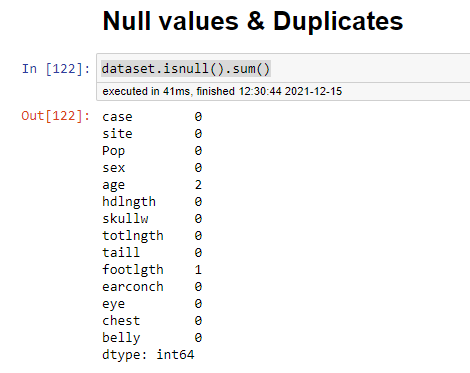 Null values & Duplicates
In [122]: dataset.isnull().sum()
executed in 41ms, finished 12:30:44 2021-12-15
Out[122]: case 0
site 0
Pop 0
sex 0
age 2
hdlngth 0
skullw 0
totlngth 0
taill 0
footlgth 1
earconch 0
eye 0
chest 0
belly 0
dtype: int64